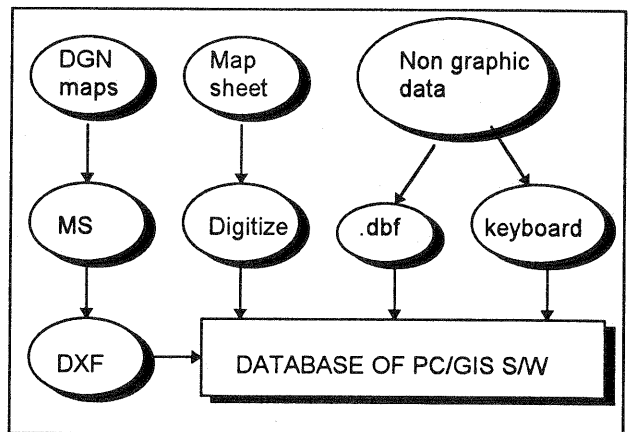 DGN
maps
Map
sheet
Non graphic
data
MS
Digitize
.dbf
keyboard
DXF
DATABASE OF PC/GIS S/W